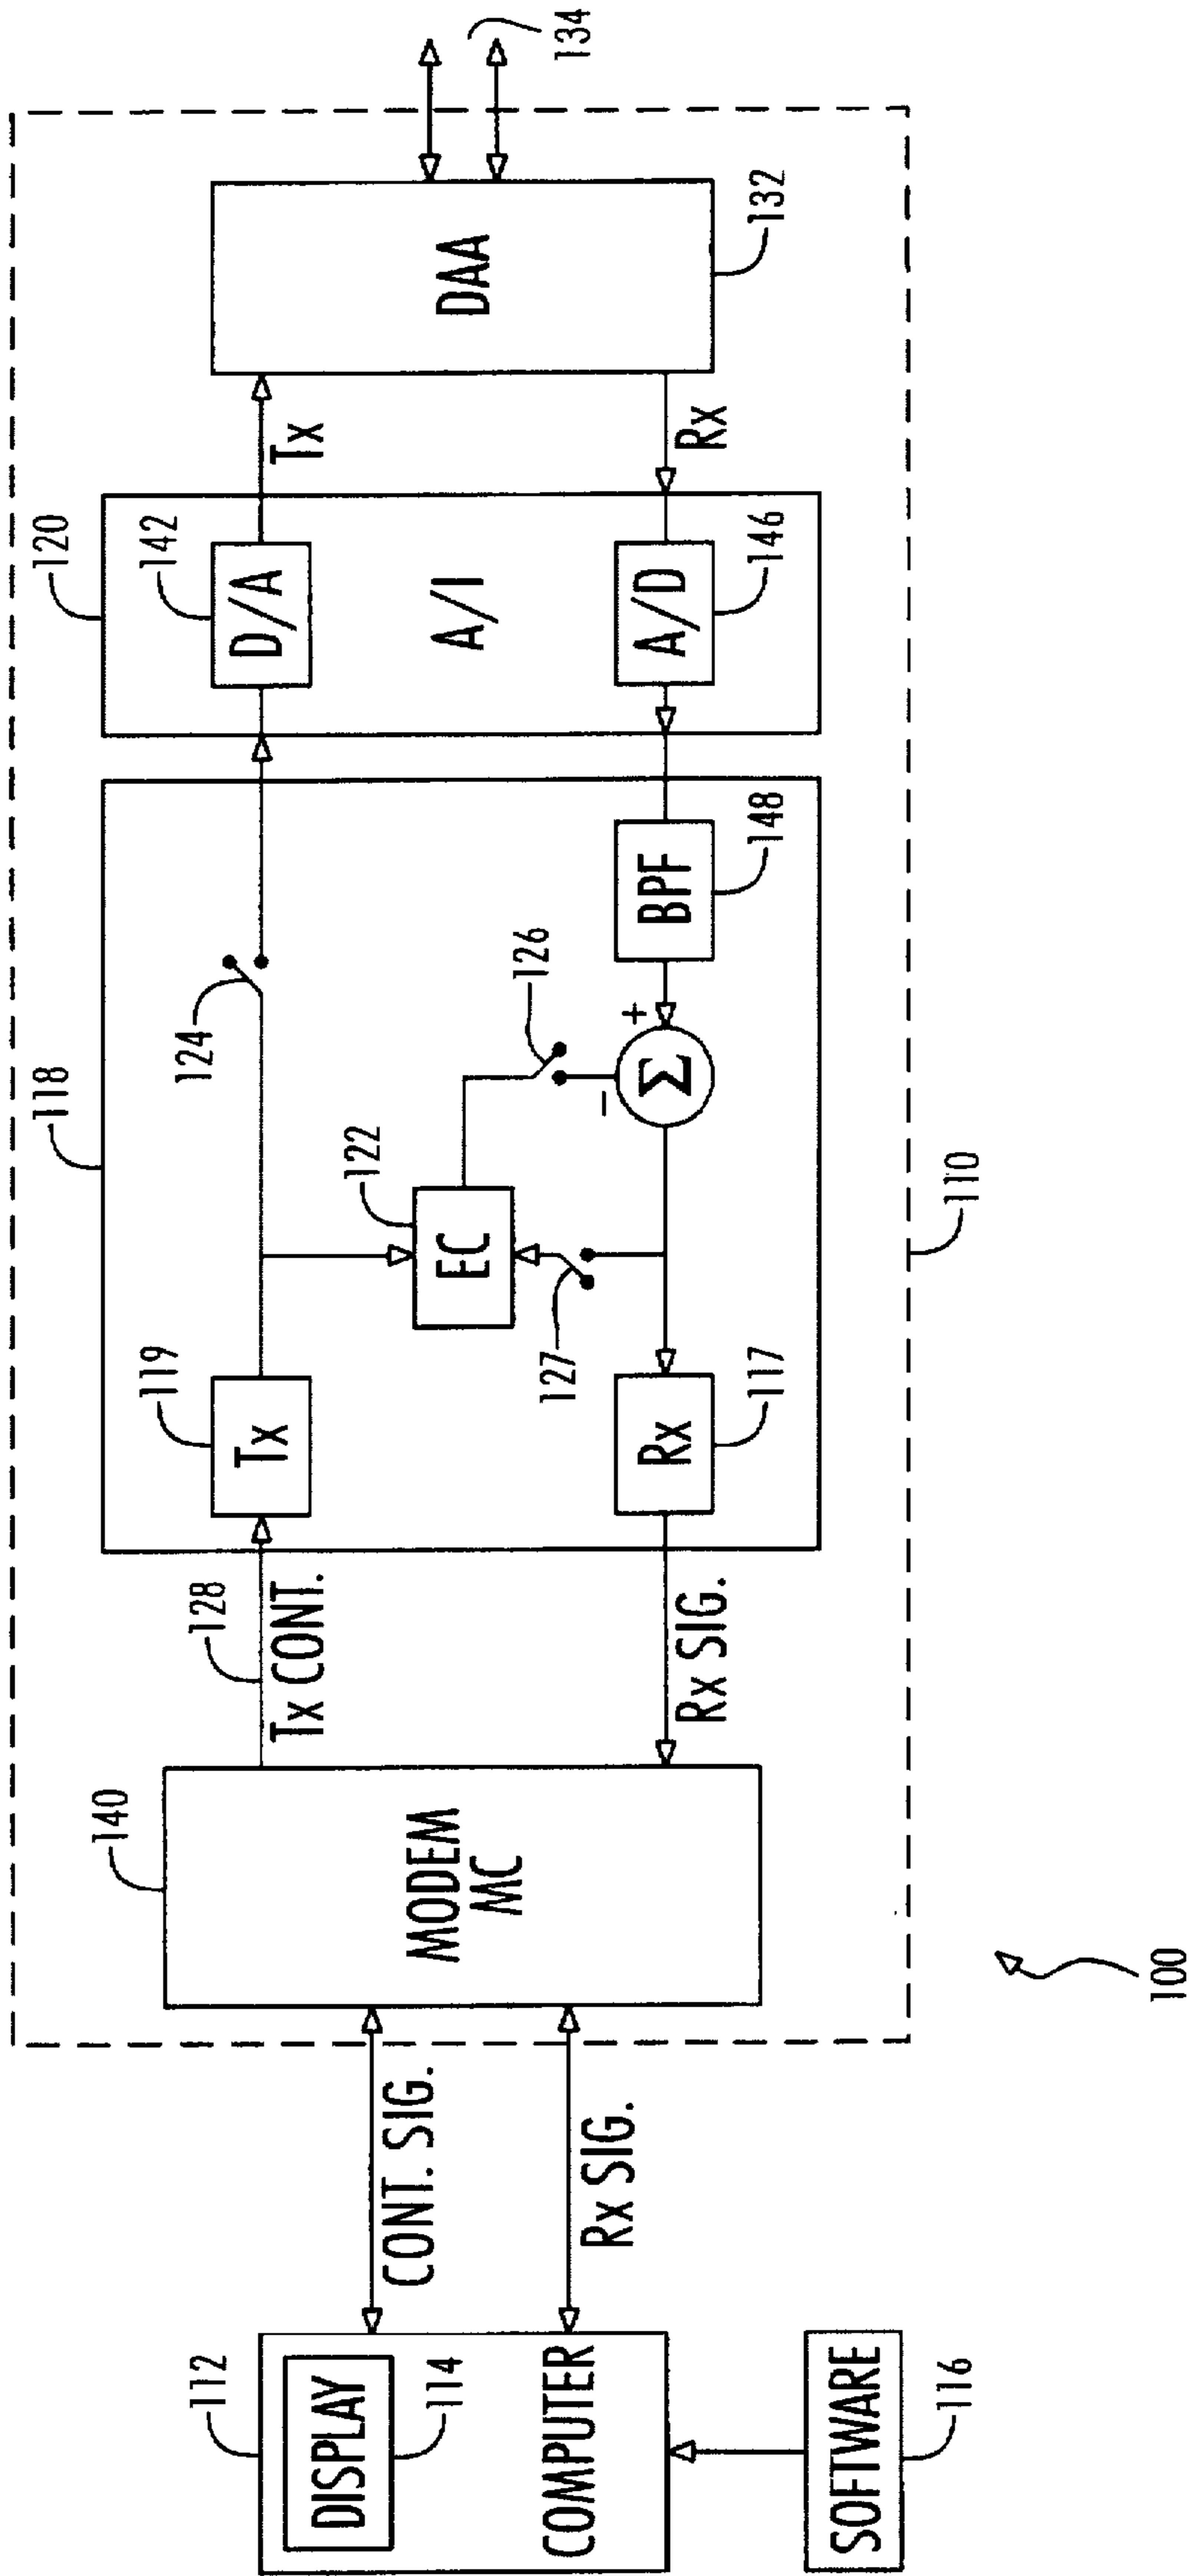 100
110
112
DISPLAY
114
COMPUTER
SOFTWARE
116
CONT. SIG.
Rx SIG.
140
MODEM
MC
128
Tx CONT.
Rx SIG.
118
119
Tx
124
122
EC
126
127
+
−
Σ
Rx
117
BPF
148
120
142
D/A
A/I
A/D
146
Tx
Rx
DAA
132
134